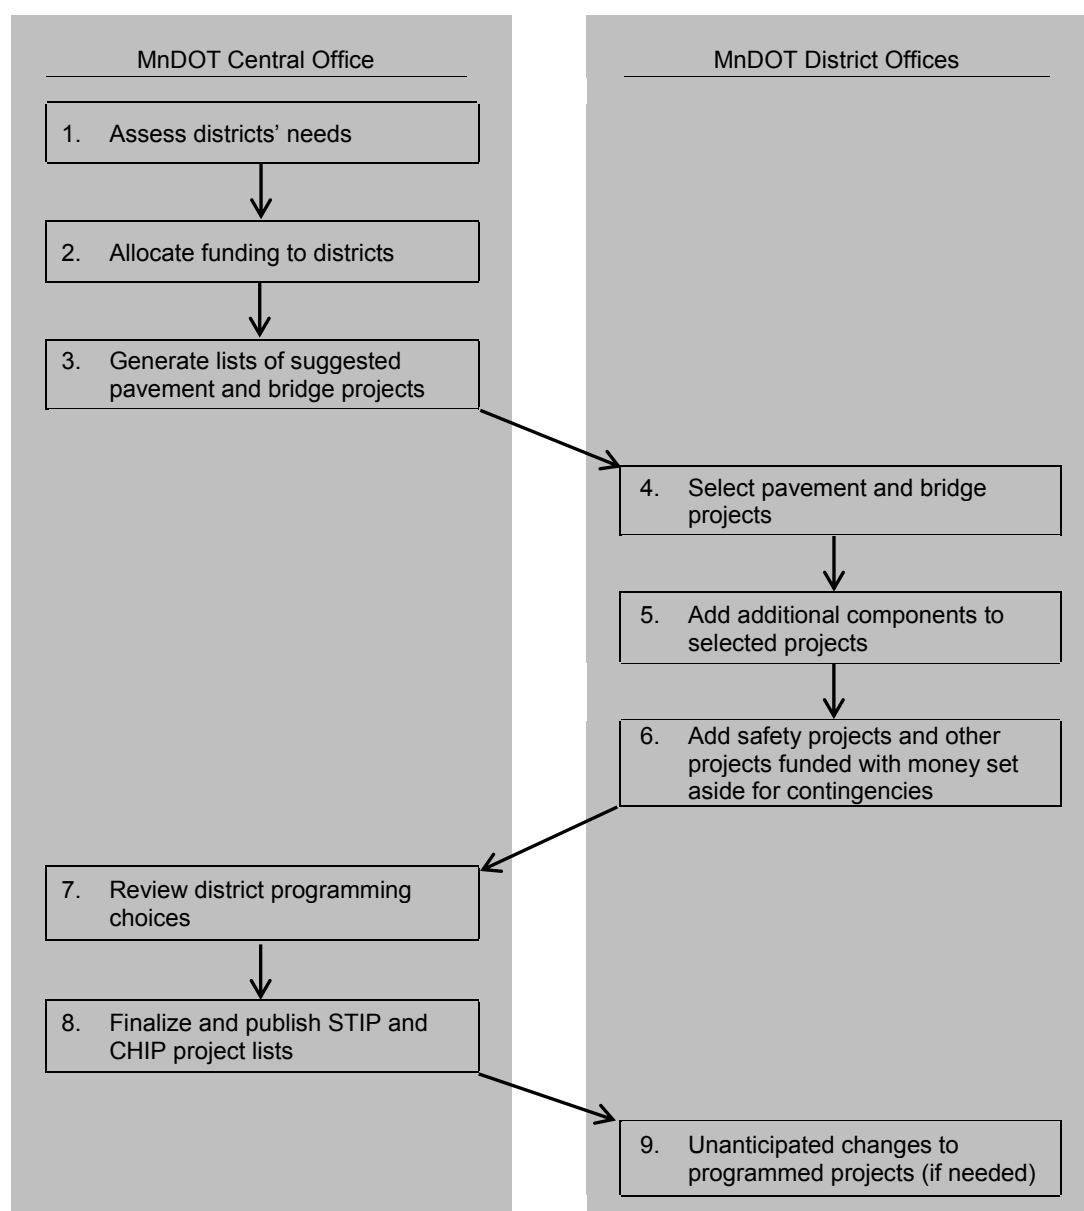 MnDOT Central Office
MnDOT District Offices
1. Assess districts’ needs
2. Allocate funding to districts
3. Generate lists of suggested
pavement and bridge projects
4. Select pavement and bridge
projects
5. Add additional components to
selected projects
6. Add safety projects and other
projects funded with money set
aside for contingencies
7. Review district programming
choices
8. Finalize and publish STIP and
CHIP project lists
9. Unanticipated changes to
programmed projects (if needed)